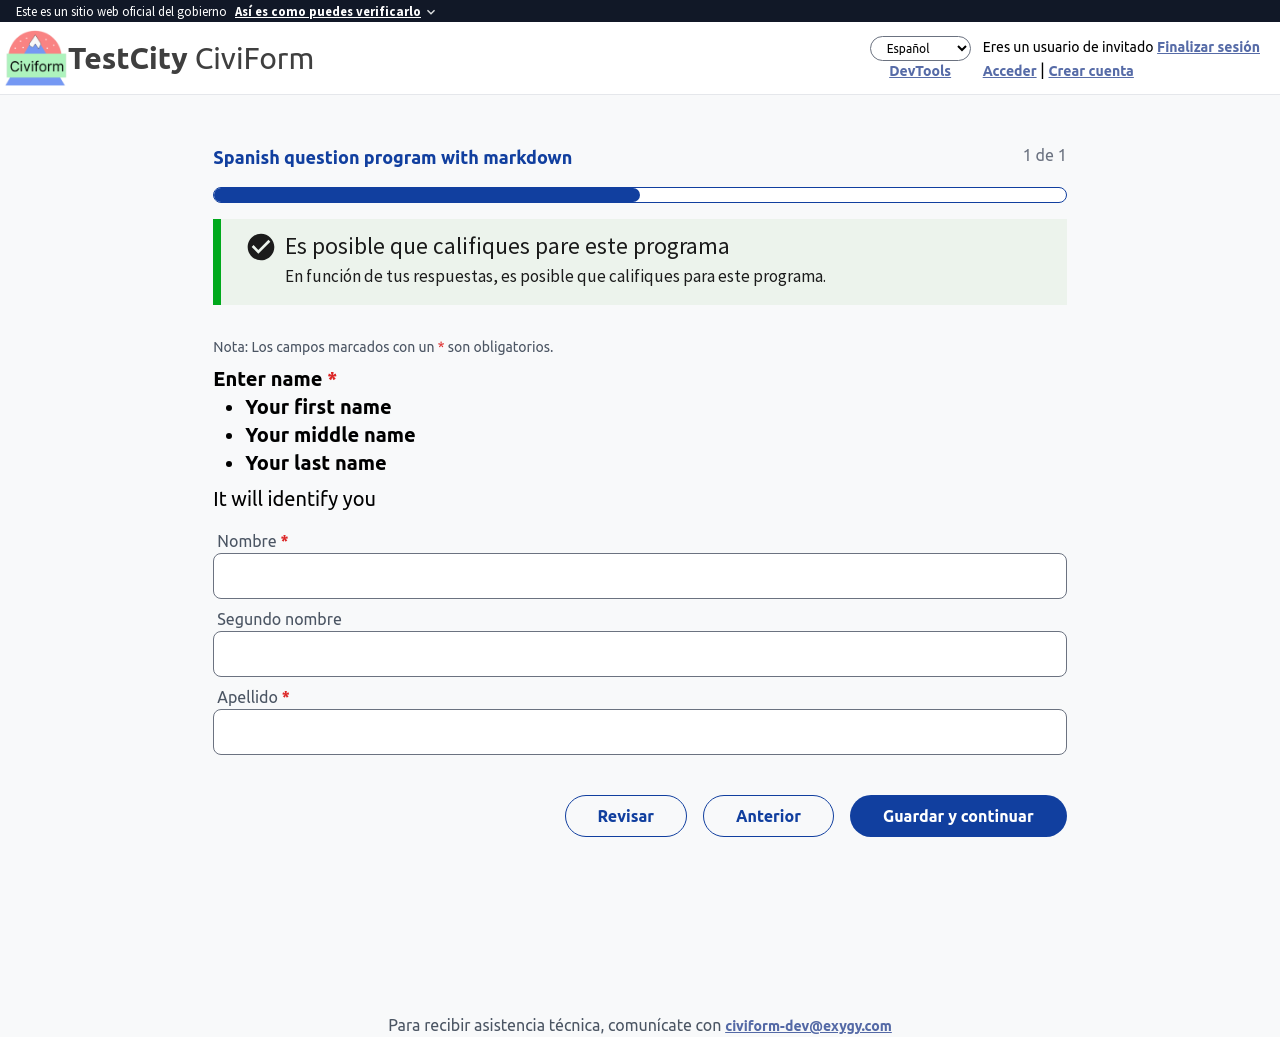 Este es un sitio web oficial del gobierno Así es como puedes verificarlo
Civiform
TestCity CiviForm
Español
Eres un usuario de invitado Finalizar sesión
DevTools
Acceder | Crear cuenta
Spanish question program with markdown
1 de 1
Es posible que califiques pare este programa
En función de tus respuestas, es posible que califiques para este programa.
Nota: Los campos marcados con un * son obligatorios.
Enter name *
• Your first name
• Your middle name
• Your last name
It will identify you
Nombre *
Segundo nombre
Apellido *
Revisar
Anterior
Guardar y continuar
Para recibir asistencia técnica, comunícate con civiform-dev@exygy.com